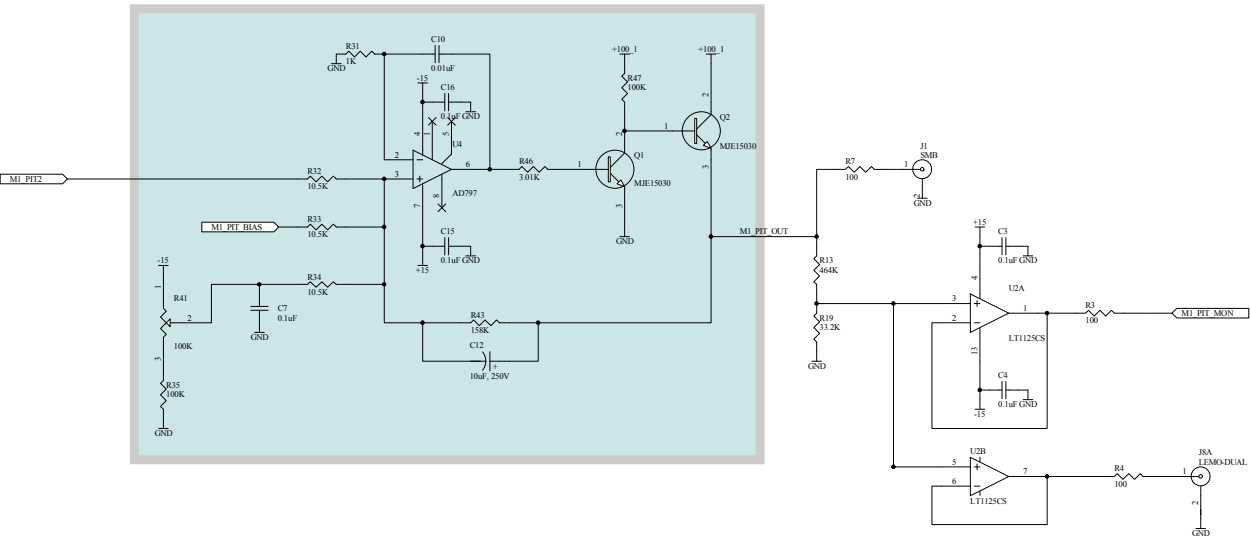 R31
1K
GND
C10
0.01uF
-15
C16
0.1uF GND
4
1
5
U4
2
3
6
AD797
7
8
C15
0.1uF GND
+15
+100_1
R47
100K
+100_1
2
Q2
1
MJE15030
3
R46
3.01K
1
2
Q1
MJE15030
3
GND
M1_PIT2
R32
10.5K
M1_PIT_BIAS
R33
10.5K
-15
1
R41
2
100K
3
R35
100K
GND
C7
0.1uF
GND
R34
10.5K
R43
158K
C12
+
10uF, 250V
M1_PIT_OUT
R7
100
J1
SMB
1
2
GND
R13
464K
R19
33.2K
GND
+15
C3
0.1uF GND
4
U2A
3
2
1
LT1125CS
13
C4
0.1uF GND
-15
R3
100
M1_PIT_MON
U2B
5
6
7
LT1125CS
R4
100
J8A
LEMO-DUAL
1
2
GND